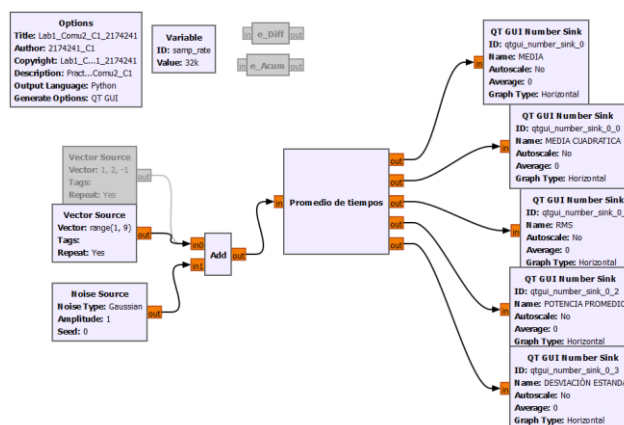 Options
Title: Lab1_Comu2_C1_2174241
Author: 2174241_C1
Copyright: Lab1_C...1_2174241
Description: Pract...Comu2_C1
Output Language: Python
Generate Options: QT GUI
Variable
ID: samp_rate
Value: 32k
in e_Diff out
in e_Acum out
Vector Source
Vector: 1, 2, -1
Tags:
Repeat: Yes
out
Vector Source
Vector: range(1, 9)
Tags:
Repeat: Yes
out
Noise Source
Noise Type: Gaussian
Amplitude: 1
Seed: 0
out
in0
in1
Add
out
in
Promedio de tiempos
out
out
out
out
out
QT GUI Number Sink
ID: qtgui_number_sink_0
Name: MEDIA
Autoscale: No
Average: 0
Graph Type: Horizontal
in
QT GUI Number Sink
ID: qtgui_number_sink_0_0
Name: MEDIA CUADRATICA
Autoscale: No
Average: 0
Graph Type: Horizontal
in
QT GUI Number Sink
ID: qtgui_number_sink_0_
Name: RMS
Autoscale: No
Average: 0
Graph Type: Horizontal
in
QT GUI Number Sink
ID: qtgui_number_sink_0_2
Name: POTENCIA PROMEDIO
Autoscale: No
Average: 0
Graph Type: Horizontal
in
QT GUI Number Sink
ID: qtgui_number_sink_0_3
Name: DESVIACIÓN ESTANDA
Autoscale: No
Average: 0
Graph Type: Horizontal
in